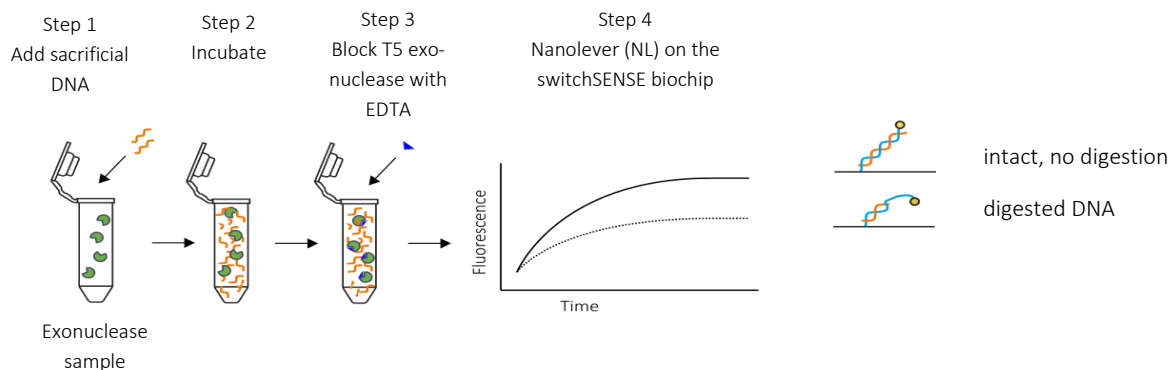 Step 1
Add sacrificial
DNA
Step 2
Incubate
Step 3
Block T5 exo-
nuclease with
EDTA
Step 4
Nanolever (NL) on the
switchSENSE biochip
Exonuclease
sample
Fluorescence
Time
intact, no digestion
digested DNA